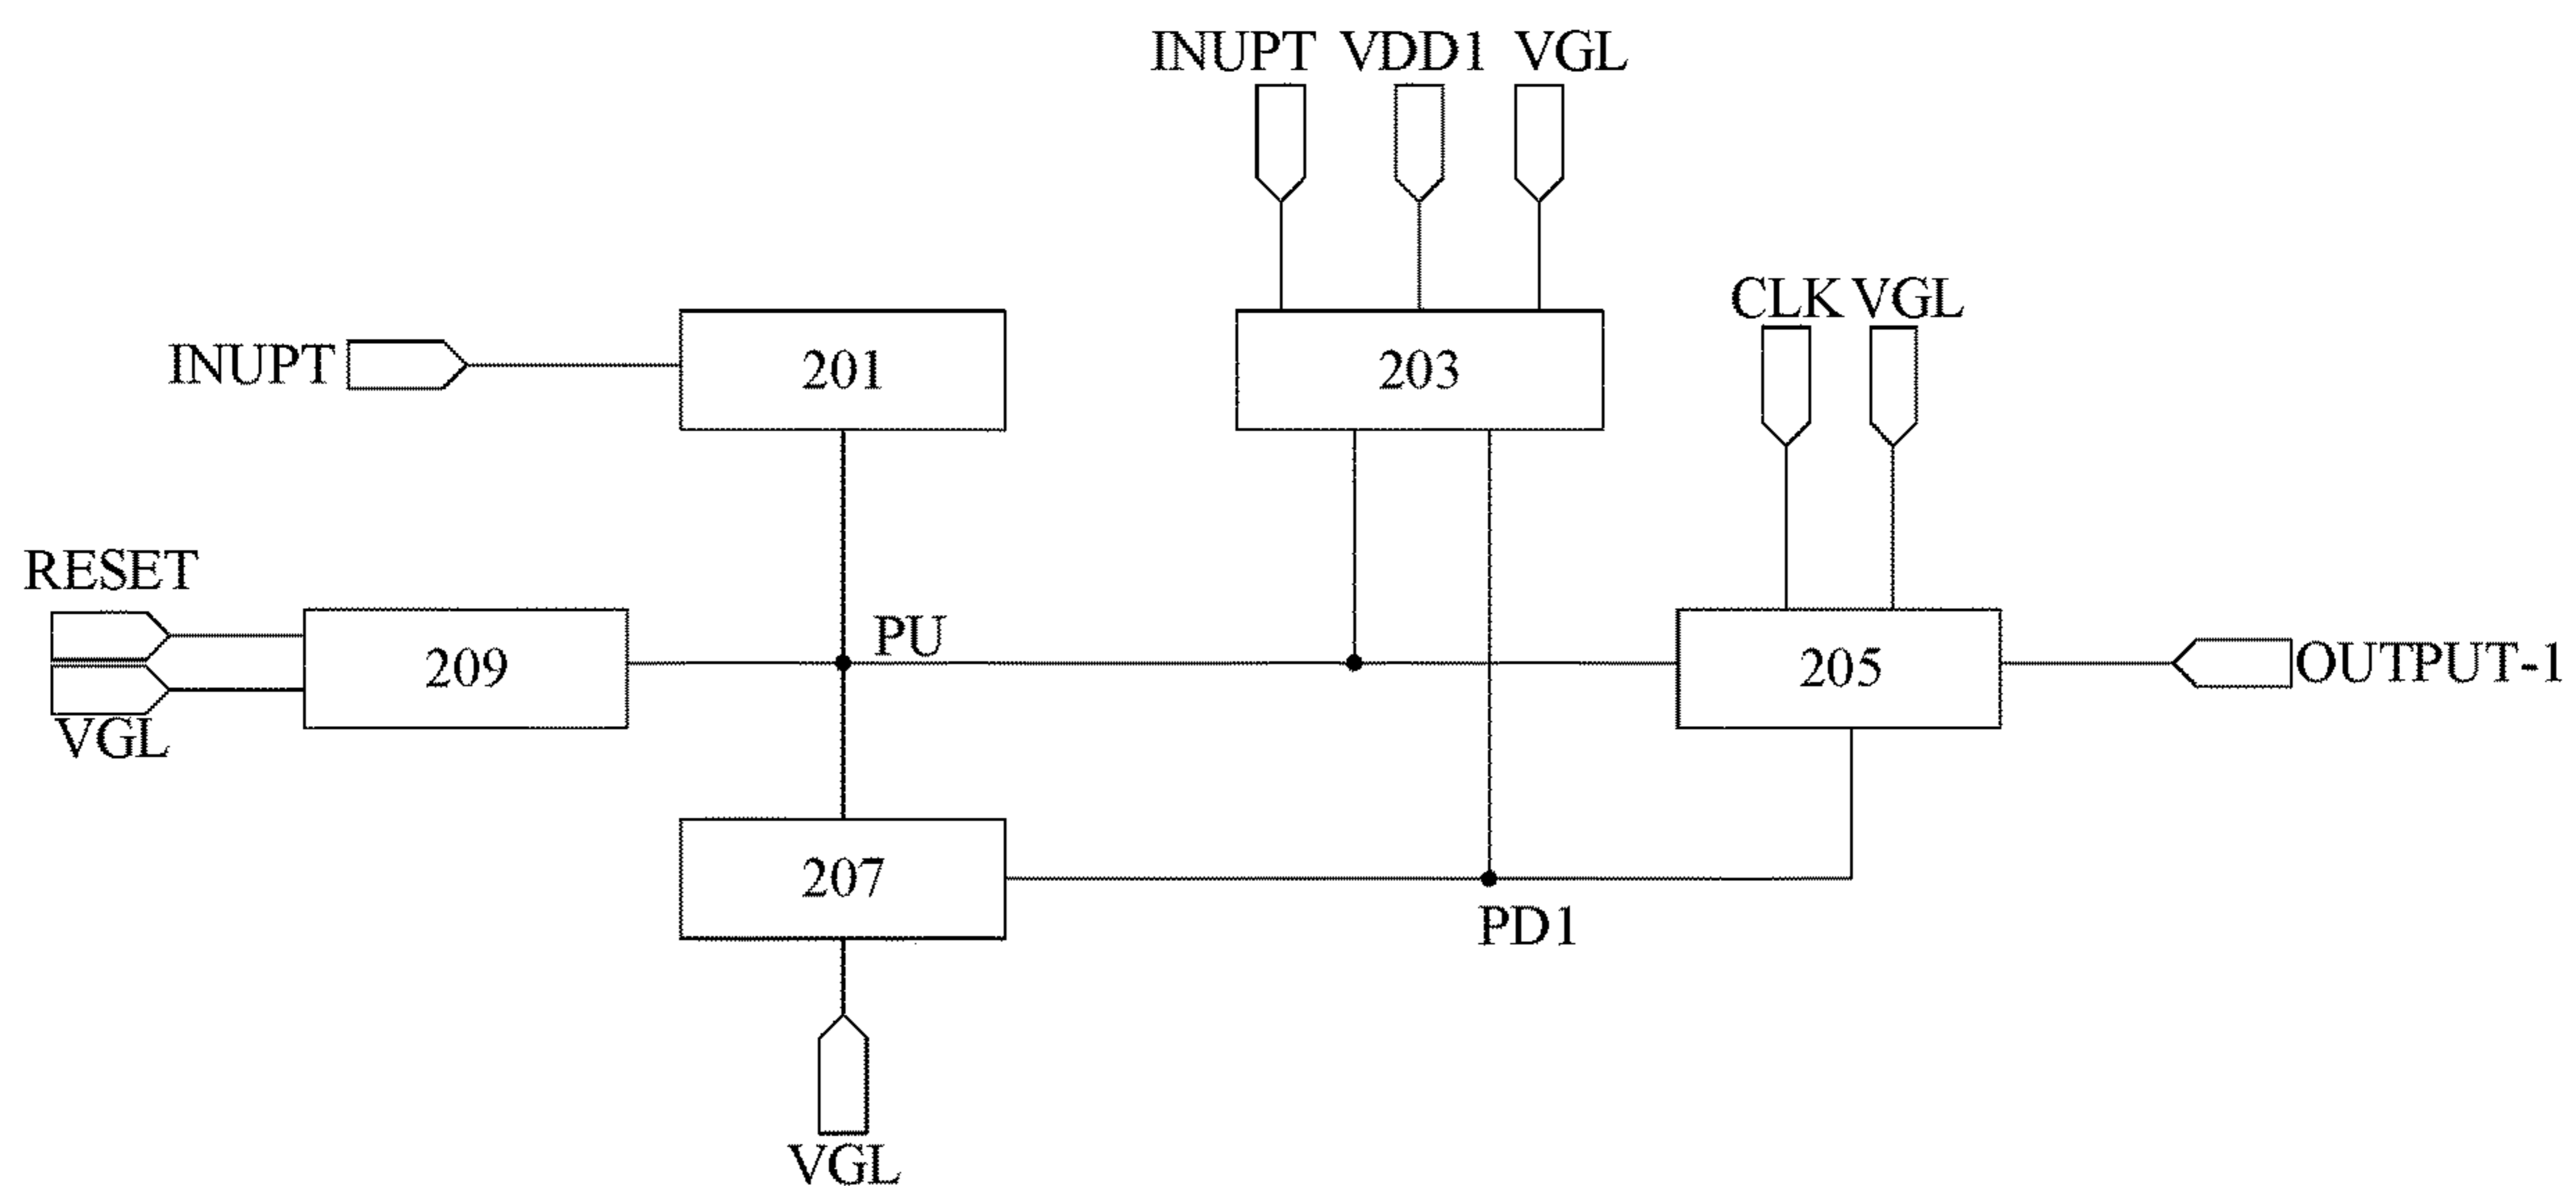 INUPT VDD1 VGL
CLK VGL
INUPT 201 203
RESET
209 PU 205 OUTPUT-1
VGL
207
PD1
VGL